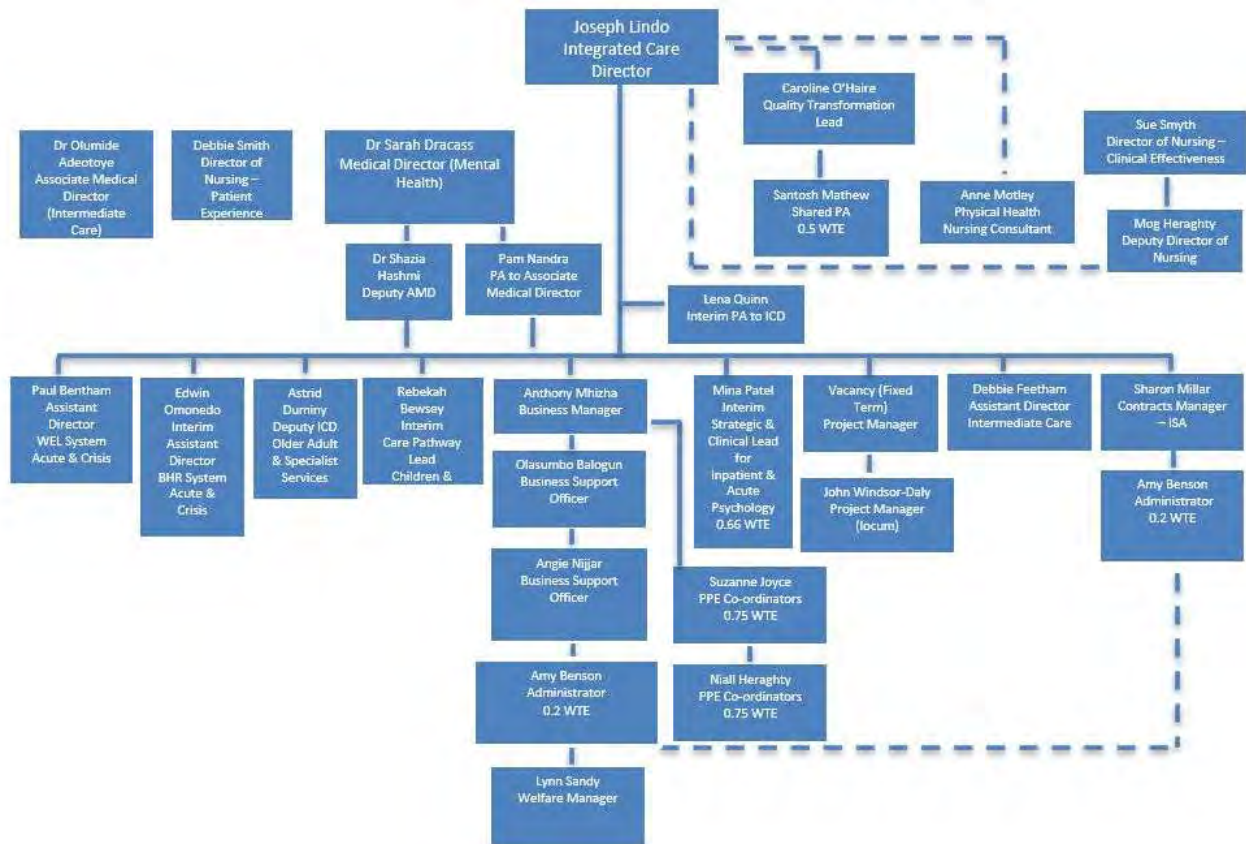 Joseph Lindo
Integrated Care
Director
Caroline O'Haire
Quality Transformation
Lead
Sue Smyth
Director of Nursing –
Clinical Effectiveness
Dr Olumide
Adeotoye
Associate Medical
Director
(Intermediate
Care)
Debbie Smith
Director of
Nursing –
Patient
Experience
Dr Sarah Dracass
Medical Director (Mental
Health)
Santosh Mathew
Shared PA
0.5 WTE
Anne Motley
Physical Health
Nursing Consultant
Mog Heraghty
Deputy Director of
Nursing
Dr Shazia
Hashmi
Deputy AMD
Pam Nandra
PA to Associate
Medical Director
Lena Quinn
Interim PA to ICD
Paul Bentham
Assistant
Director
WEL System
Acute & Crisis
Edwin
Omonedo
Interim
Assistant
Director
BHR System
Acute &
Crisis
Astrid
Duminy
Deputy ICD
Older Adult
& Specialist
Services
Rebekah
Bewsey
Interim
Care Pathway
Lead
Children &
Anthony Mhizha
Business Manager
Mina Patel
Interim
Strategic &
Clinical Lead
for
Inpatient &
Acute
Psychology
0.66 WTE
Vacancy (Fixed
Term)
Project Manager
Debbie Feetham
Assistant Director
Intermediate Care
Sharon Millar
Contracts Manager
– ISA
Olasumbo Balogun
Business Support
Officer
John Windsor-Daly
Project Manager
(locum)
Amy Benson
Administrator
0.2 WTE
Angie Nijjar
Business Support
Officer
Suzanne Joyce
PPE Co-ordinators
0.75 WTE
Amy Benson
Administrator
0.2 WTE
Niall Heraghty
PPE Co-ordinators
0.75 WTE
Lynn Sandy
Welfare Manager